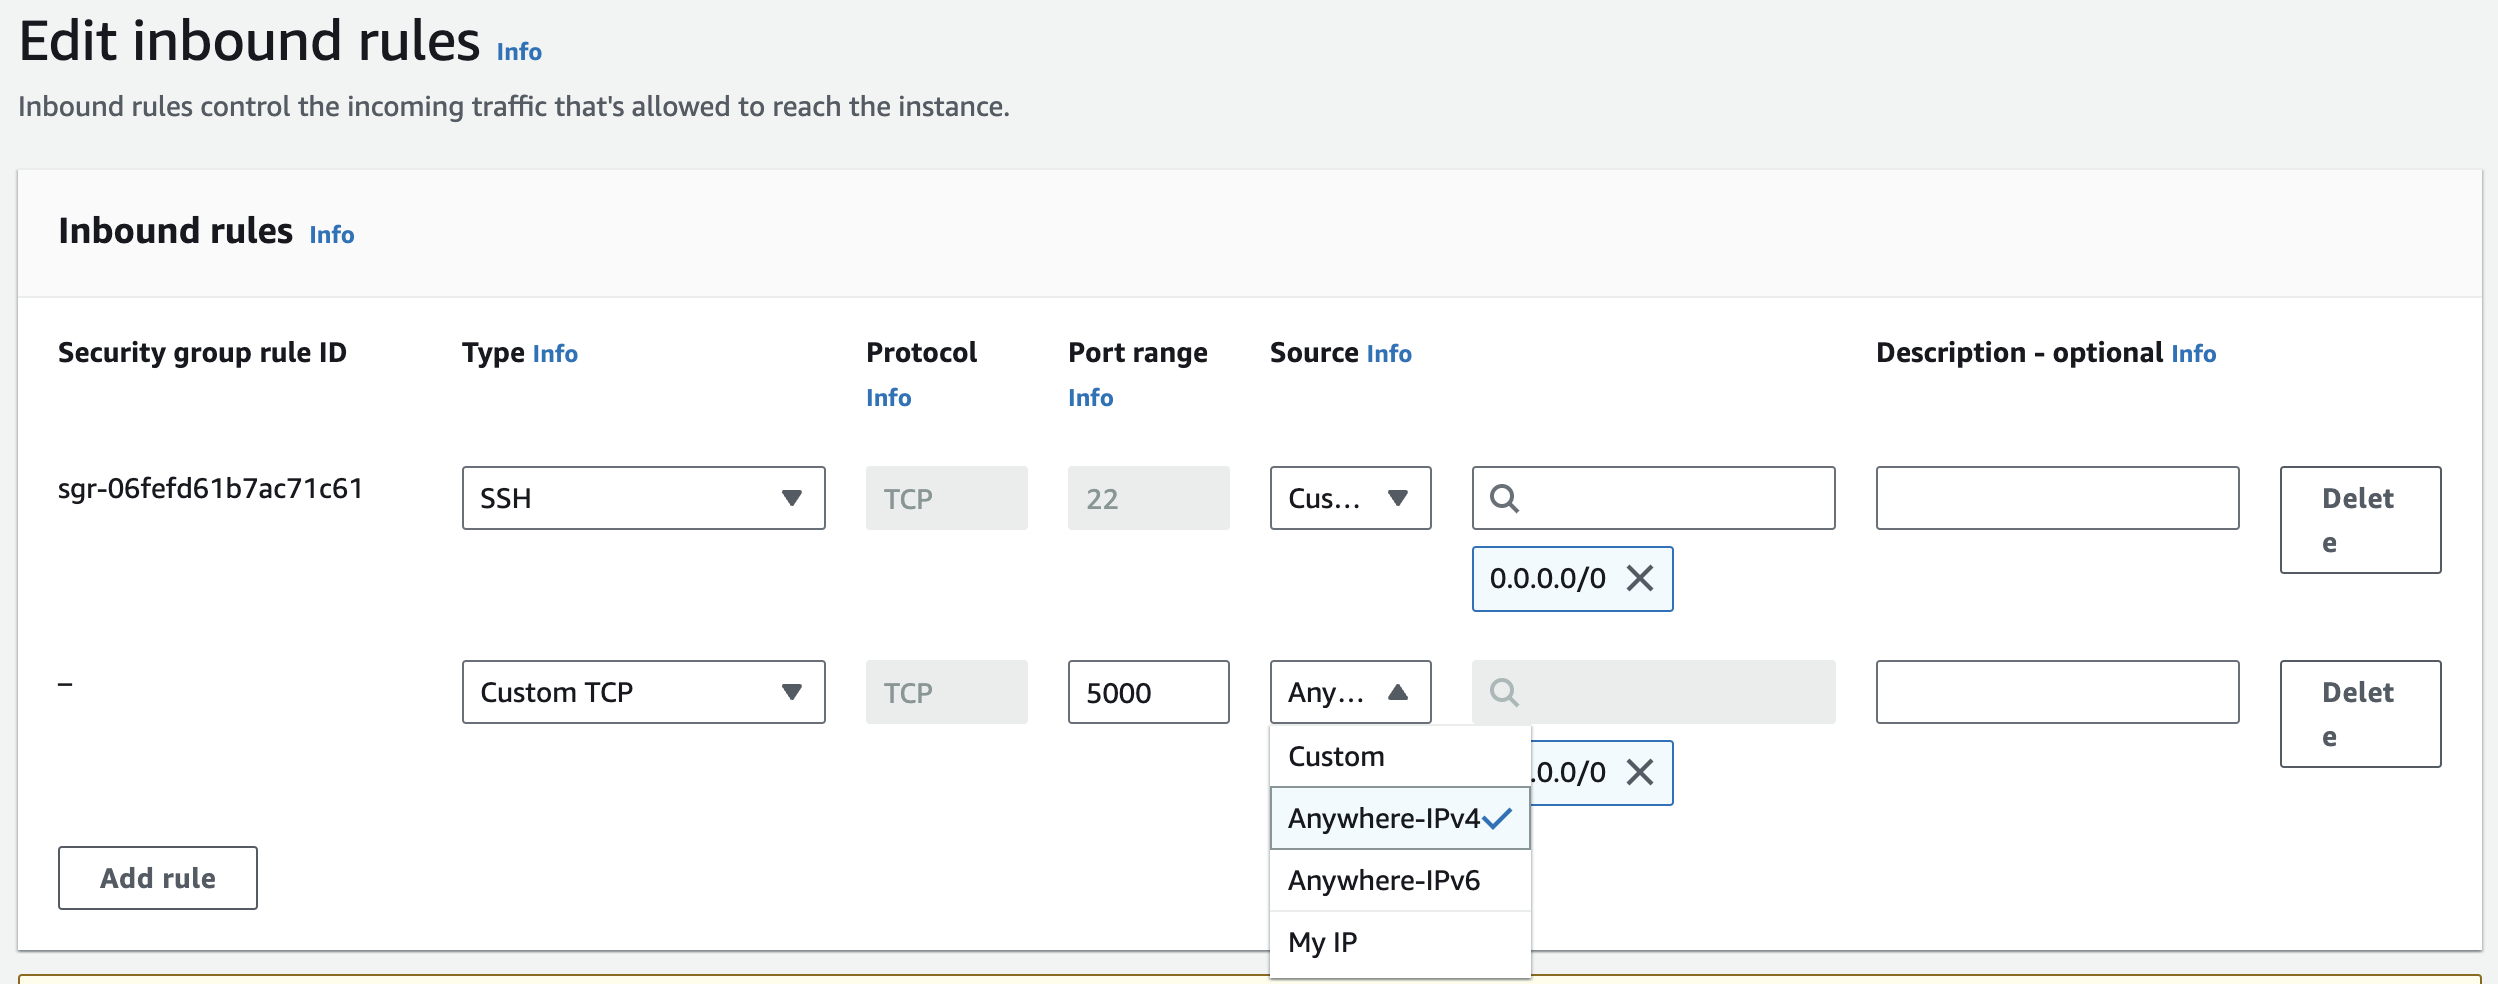 Edit inbound rules Info
Inbound rules control the incoming traffic that's allowed to reach the instance.
Inbound rules Info
Security group rule ID
Type Info
Protocol
Info
Port range
Info
Source Info
Description - optional Info
sgr-06fefd61b7ac71c61
SSH
TCP
22
Cus...
0.0.0.0/0
Delet
e
–
Custom TCP
TCP
5000
Any...
.0.0/0
Delet
e
Custom
Anywhere-IPv4
Anywhere-IPv6
My IP
Add rule